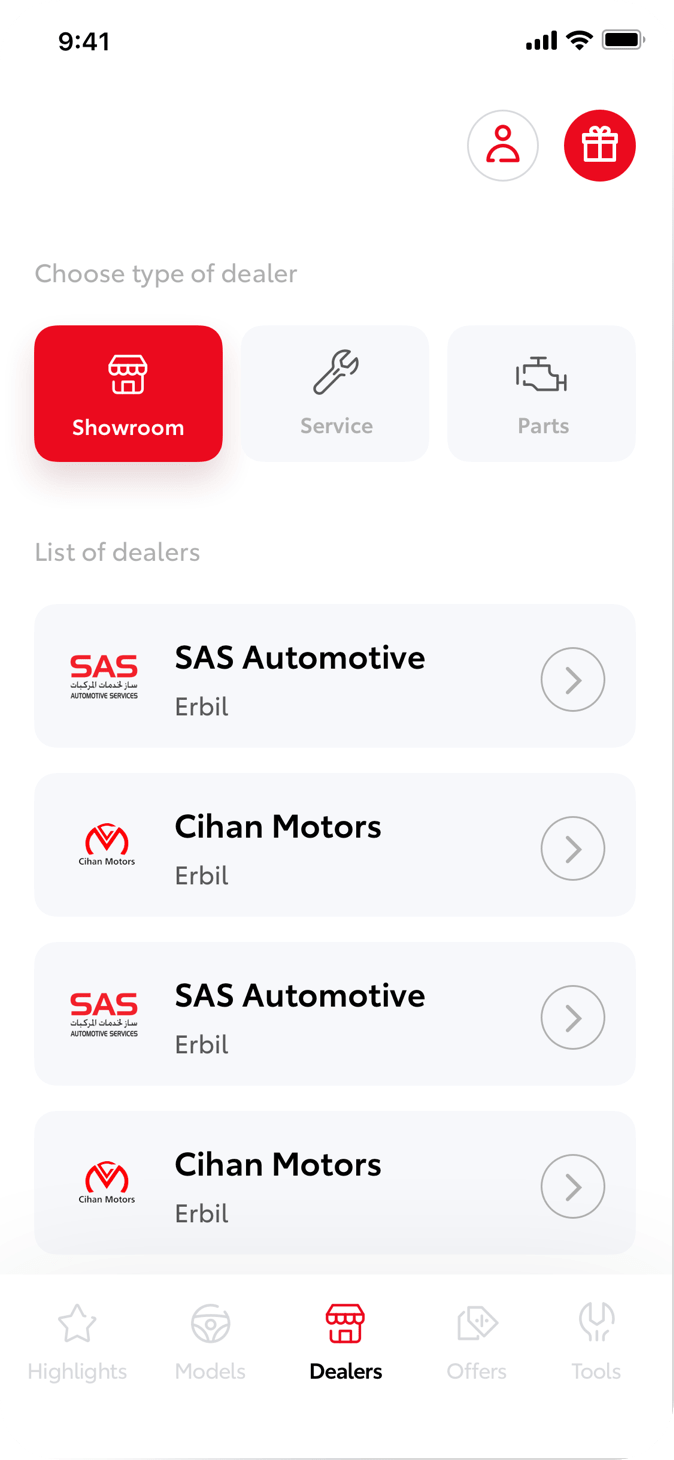 9:41
Choose type of dealer
Showroom
Service
Parts
List of dealers
SAS
ساز لخدمات المركبات
AUTOMOTIVE SERVICES
SAS Automotive
Erbil
Cihan Motors
Cihan Motors
Erbil
SAS
ساز لخدمات المركبات
AUTOMOTIVE SERVICES
SAS Automotive
Erbil
Cihan Motors
Cihan Motors
Erbil
Highlights
Models
Dealers
Offers
Tools